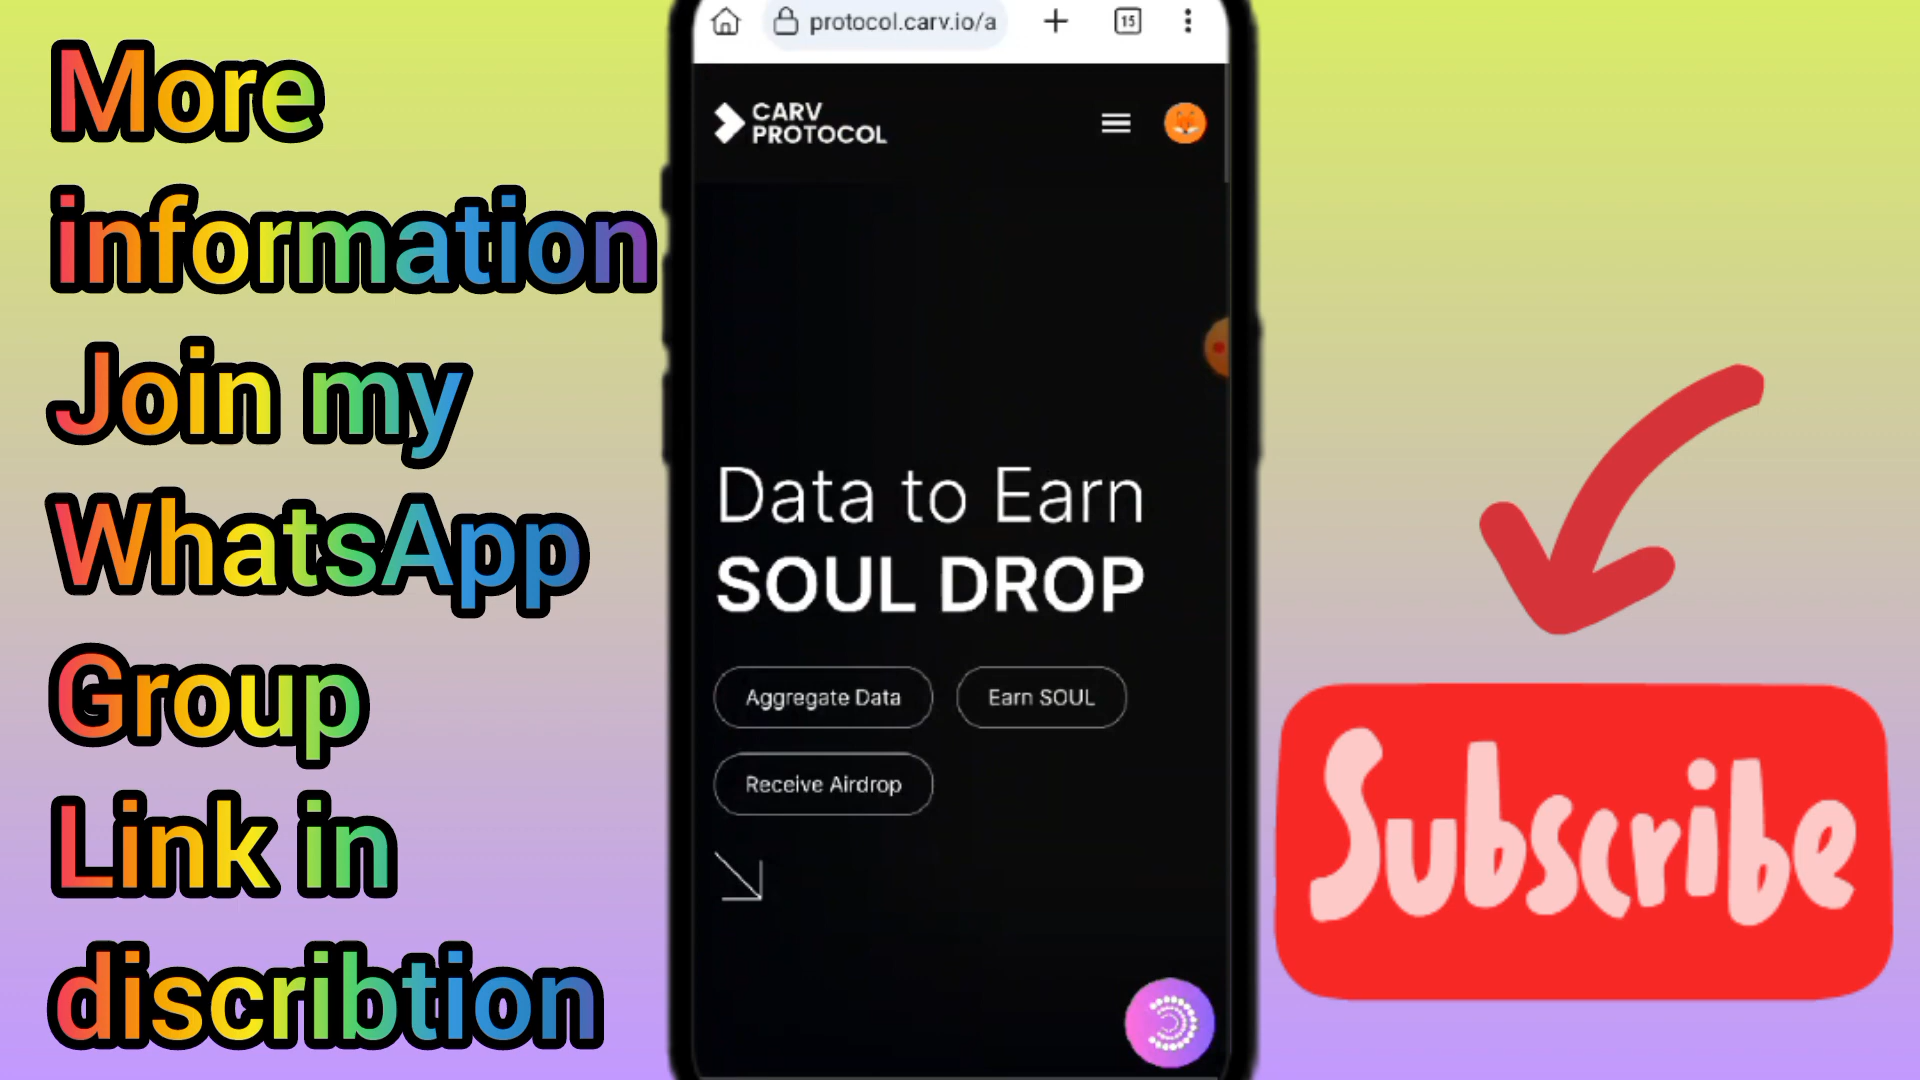 More
information
Join my
WhatsApp
Group
Link in
discribtion
protocol.carv.io/a
15
CARV
PROTOCOL
Data to Earn
SOUL DROP
Aggregate Data
Earn SOUL
Receive Airdrop
Subscribe